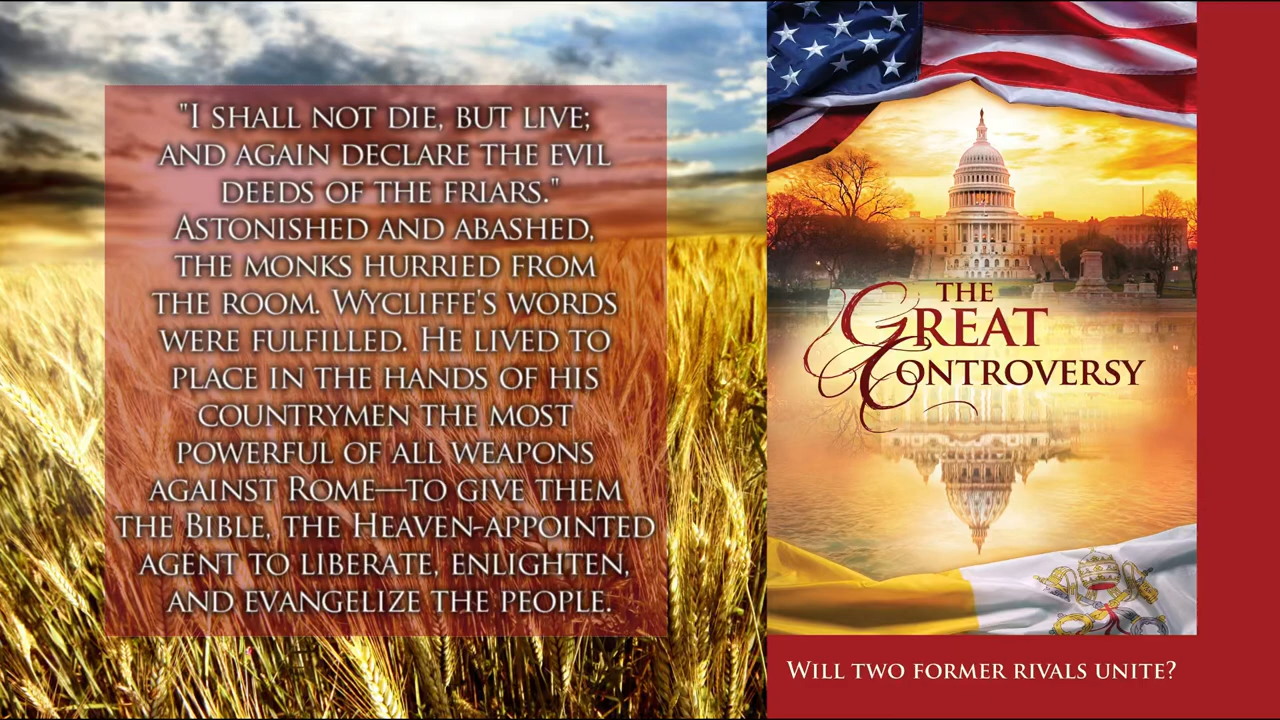 "I SHALL NOT DIE, BUT LIVE;
AND AGAIN DECLARE THE EVIL
DEEDS OF THE FRIARS."
ASTONISHED AND ABASHED,
THE MONKS HURRIED FROM
THE ROOM. WYCLIFFE'S WORDS
WERE FULFILLED. HE LIVED TO
PLACE IN THE HANDS OF HIS
COUNTRYMEN THE MOST
POWERFUL OF ALL WEAPONS
AGAINST ROME—TO GIVE THEM
THE BIBLE, THE HEAVEN-APPOINTED
AGENT TO LIBERATE, ENLIGHTEN,
AND EVANGELIZE THE PEOPLE.
THE
GREAT
CONTROVERSY
WILL TWO FORMER RIVALS UNITE?